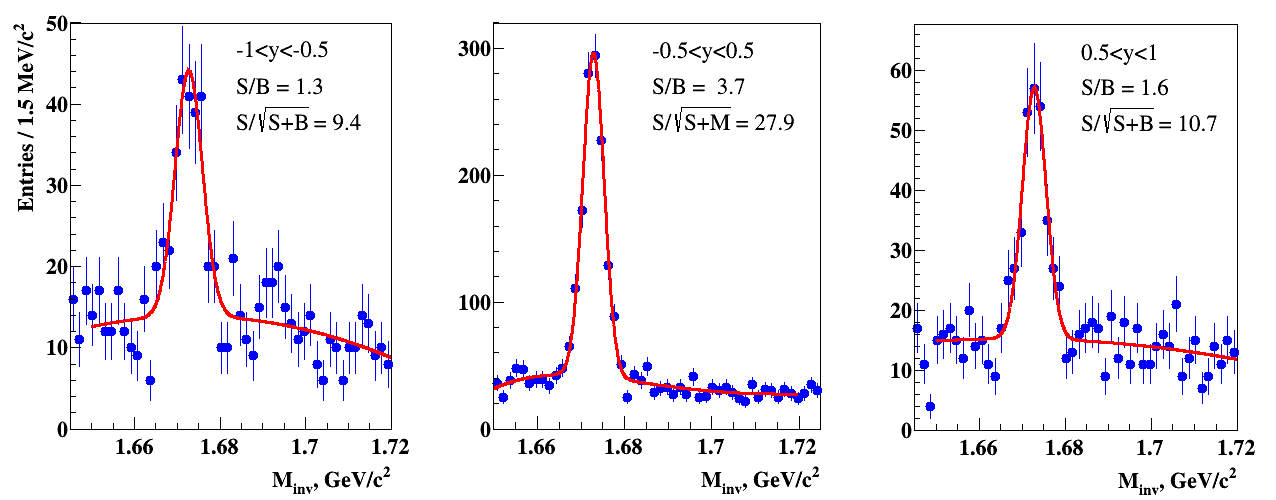 Entries / 1.5 MeV/c²
50
40
30
20
10
0
-1<y<-0.5
S/B = 1.3
S/√S+B = 9.4
1.66
1.68
1.7
1.72
M_inv, GeV/c²
300
200
100
0
-0.5<y<0.5
S/B = 3.7
S/√S+M = 27.9
1.66
1.68
1.7
1.72
M_inv, GeV/c²
60
50
40
30
20
10
0
0.5<y<1
S/B = 1.6
S/√S+B = 10.7
1.66
1.68
1.7
1.72
M_inv, GeV/c²